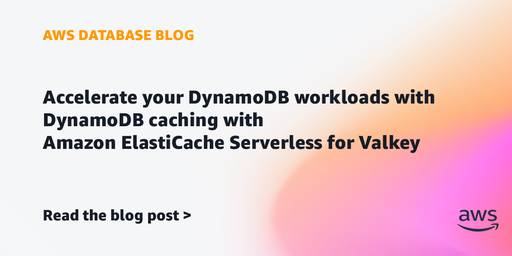 AWS DATABASE BLOG
Accelerate your DynamoDB workloads with
DynamoDB caching with
Amazon ElastiCache Serverless for Valkey
Read the blog post >
aws